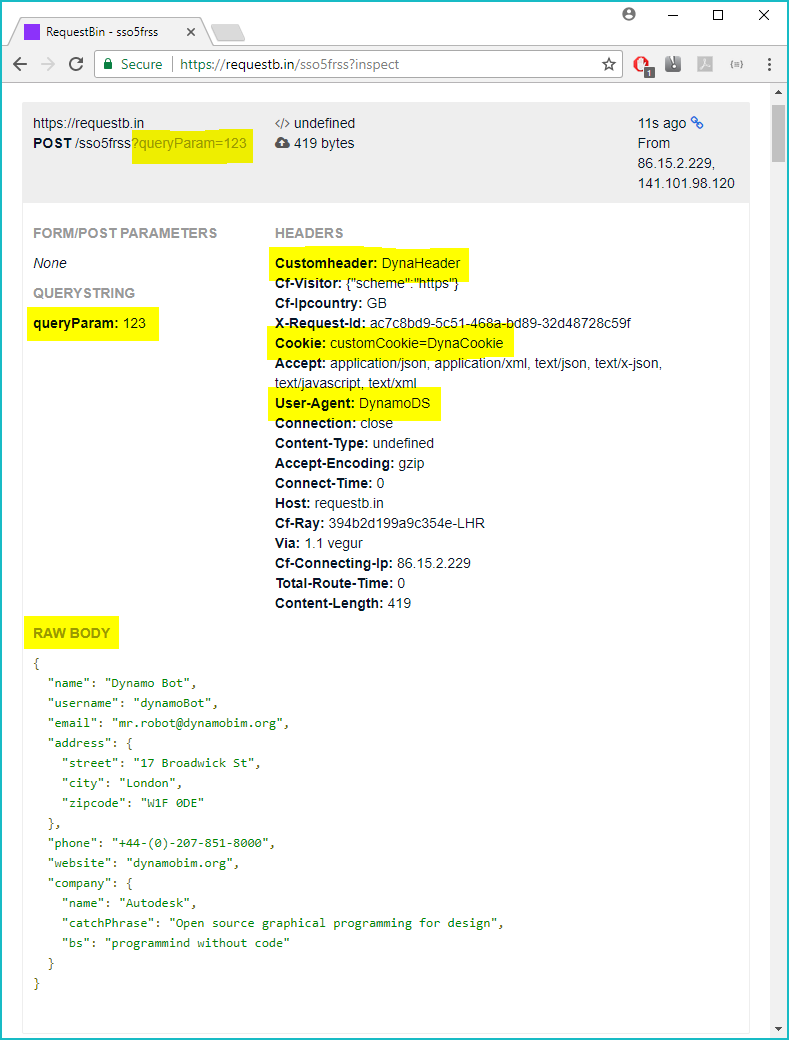 RequestBin - sso5frss
Secure
https://requestb.in/sso5frss?inspect
1
https://requestb.in
POST /sso5frss?queryParam=123
</> undefined
419 bytes
11s ago
From
86.15.2.229,
141.101.98.120
FORM/POST PARAMETERS
None
QUERYSTRING
queryParam: 123
HEADERS
Customheader: DynaHeader
Cf-Visitor: {"scheme":"https"}
Cf-Ipcountry: GB
X-Request-Id: ac7c8bd9-5c51-468a-bd89-32d48728c59f
Cookie: customCookie=DynaCookie
Accept: application/json, application/xml, text/json, text/x-json,
text/javascript, text/xml
User-Agent: DynamoDS
Connection: close
Content-Type: undefined
Accept-Encoding: gzip
Connect-Time: 0
Host: requestb.in
Cf-Ray: 394b2d199a9c354e-LHR
Via: 1.1 vegur
Cf-Connecting-Ip: 86.15.2.229
Total-Route-Time: 0
Content-Length: 419
RAW BODY
{
  "name": "Dynamo Bot",
  "username": "dynamoBot",
  "email": "mr.robot@dynamobim.org",
  "address": {
    "street": "17 Broadwick St",
    "city": "London",
    "zipcode": "W1F 0DE"
  },
  "phone": "+44-(0)-207-851-8000",
  "website": "dynamobim.org",
  "company": {
    "name": "Autodesk",
    "catchPhrase": "Open source graphical programming for design",
    "bs": "programmind without code"
  }
}